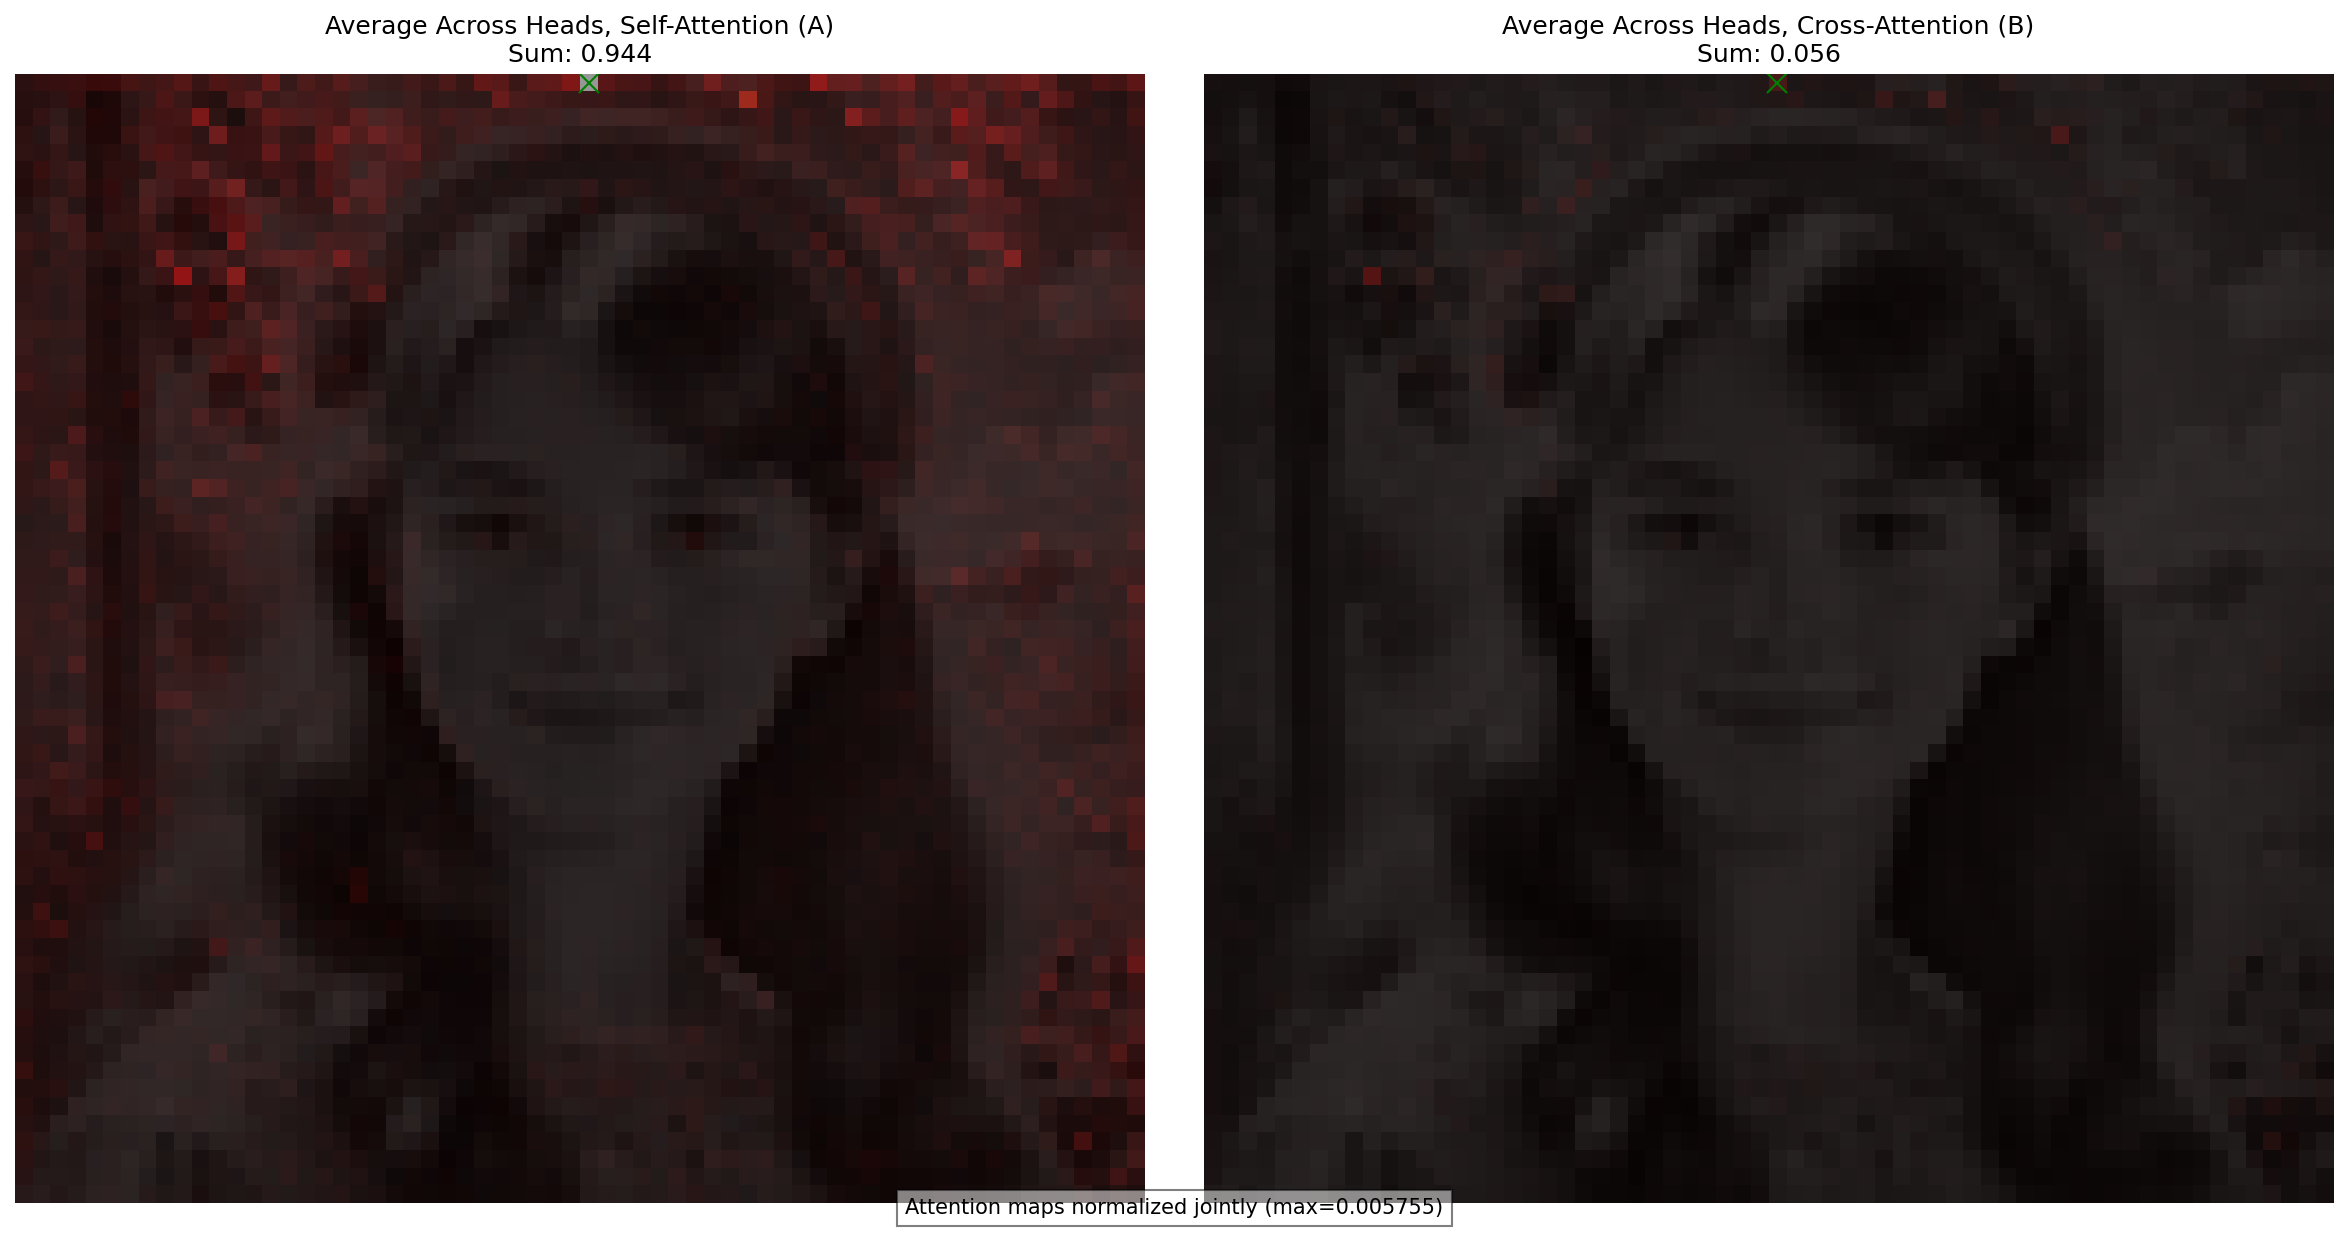 Average Across Heads, Self-Attention (A)
Sum: 0.944
Average Across Heads, Cross-Attention (B)
Sum: 0.056
Attention maps normalized jointly (max=0.005755)